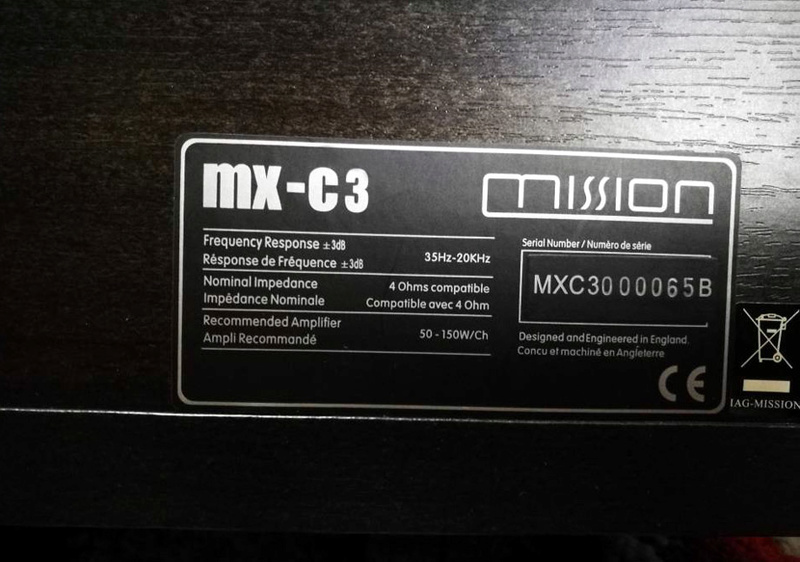 mx-c3
mission
Frequency Response ±3dB
Résponse de Fréquence ±3dB
35Hz-20KHz
Nominal Impedance
4 Ohms compatible
Impédance Nominale
Compatible avec 4 Ohm
Recommended Amplifier
Ampli Recommandé
50 - 150W/Ch
Serial Number / Numéro de série
MXC3000065B
Designed and Engineered in England.
Concu et machiné en Angleterre
CE
IAG-MISSION